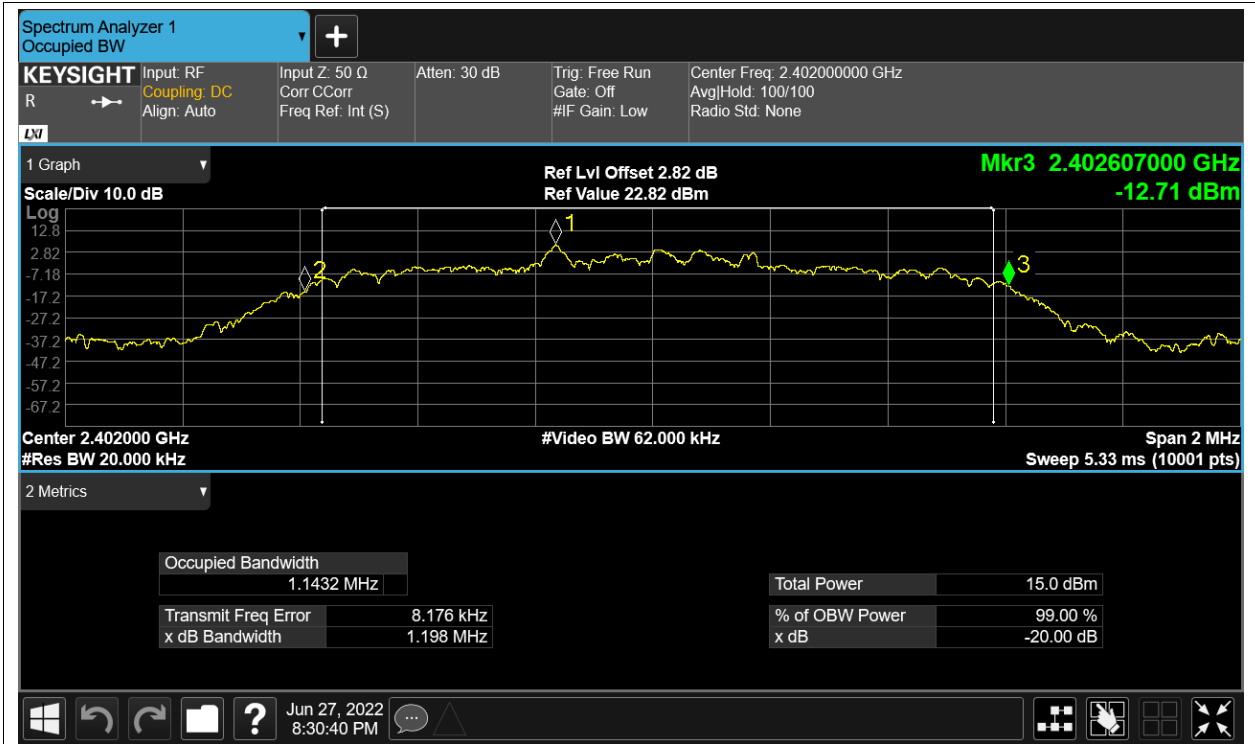 Spectrum Analyzer 1
Occupied BW
KEYSIGHT
R
LXI
Input: RF
Coupling: DC
Align: Auto
Input Z: 50 Ω
Corr CCorr
Freq Ref: Int (S)
Atten: 30 dB
Trig: Free Run
Gate: Off
#IF Gain: Low
Center Freq: 2.402000000 GHz
Avg|Hold: 100/100
Radio Std: None
1 Graph
Scale/Div 10.0 dB
Ref Lvl Offset 2.82 dB
Ref Value 22.82 dBm
Mkr3 2.402607000 GHz
-12.71 dBm
Log
12.8
2.82
-7.18
-17.2
-27.2
-37.2
-47.2
-57.2
-67.2
1
2
3
Center 2.402000 GHz
#Video BW 62.000 kHz
Span 2 MHz
#Res BW 20.000 kHz
Sweep 5.33 ms (10001 pts)
2 Metrics
Occupied Bandwidth
1.1432 MHz
Total Power 15.0 dBm
Transmit Freq Error 8.176 kHz
% of OBW Power 99.00 %
x dB Bandwidth 1.198 MHz
x dB -20.00 dB
?
Jun 27, 2022
8:30:40 PM